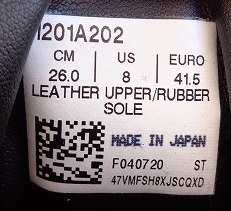 1201A202
CM US EURO
26.0 8 41.5
LEATHER UPPER/RUBBER
SOLE
MADE IN JAPAN
F040720 ST
47VMFSH8XJSCQXD